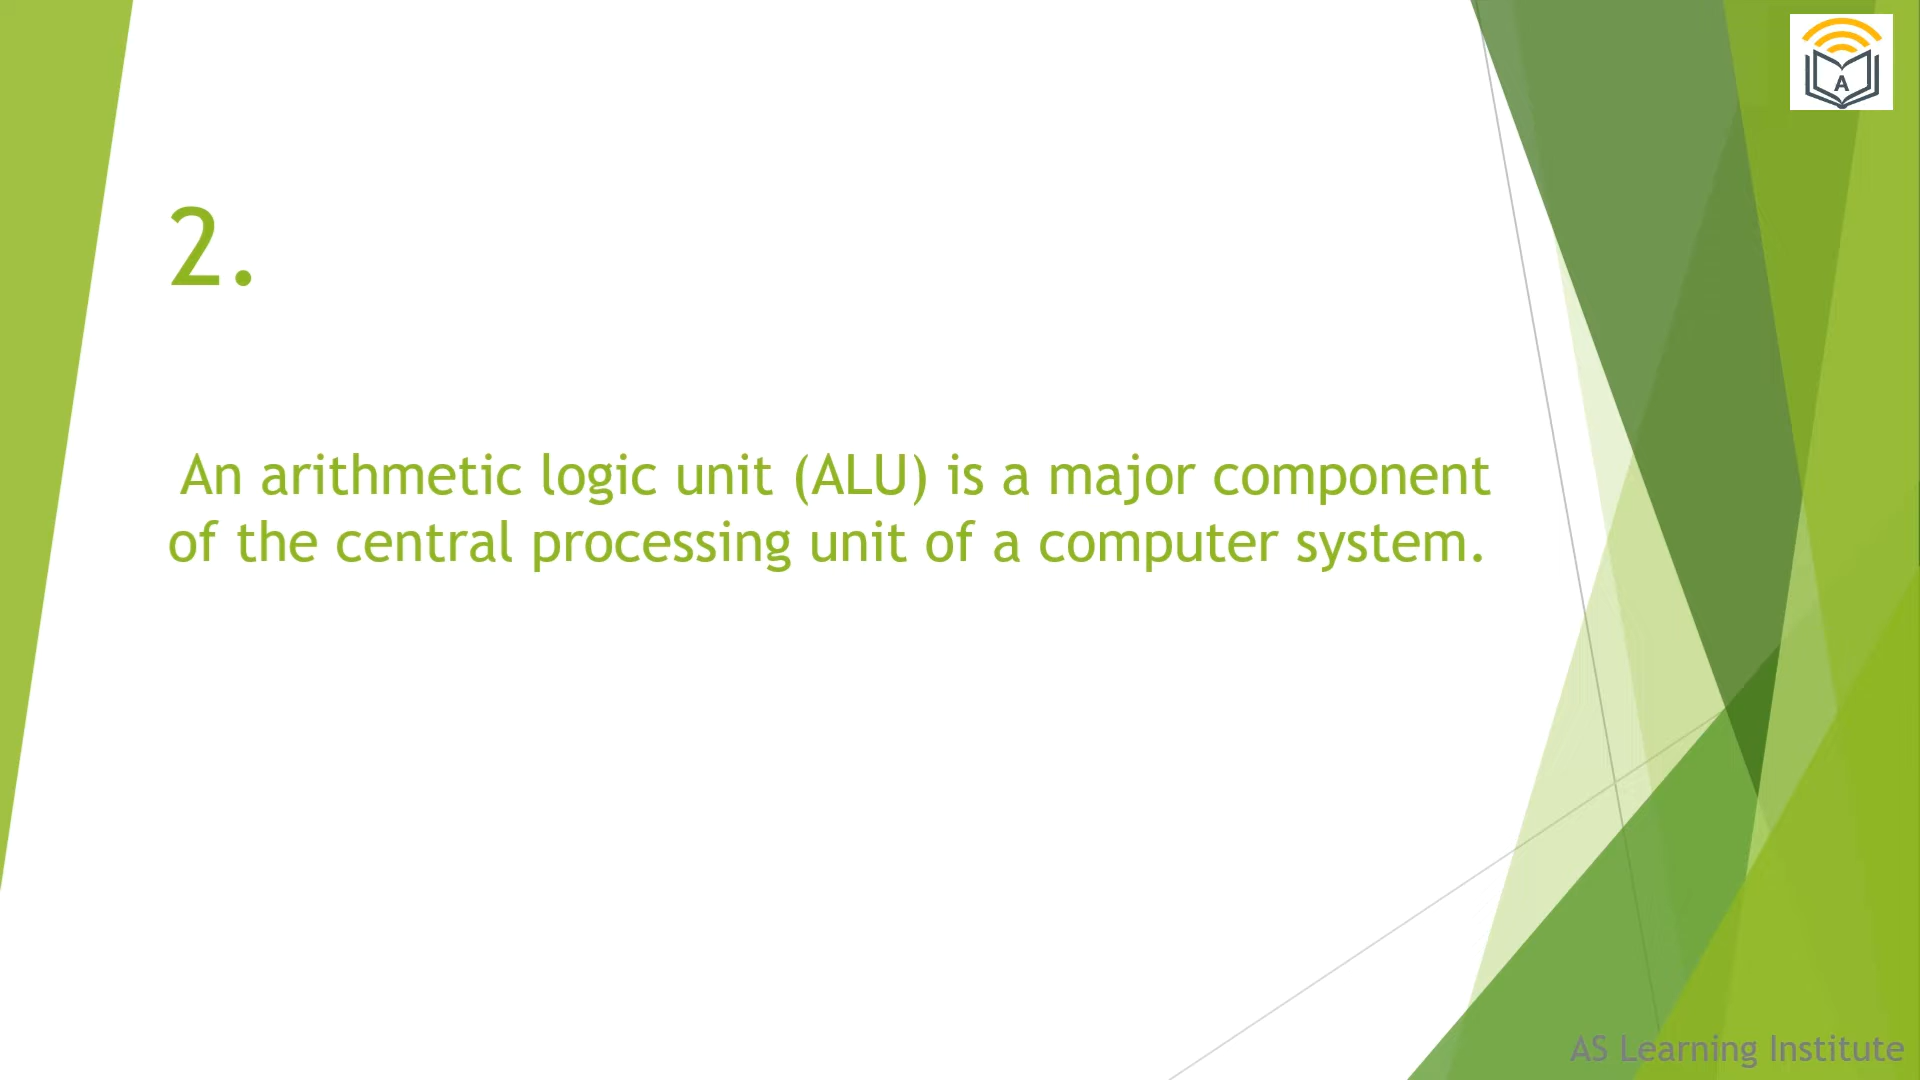 A
2.
An arithmetic logic unit (ALU) is a major component
of the central processing unit of a computer system.
AS Learning Institute